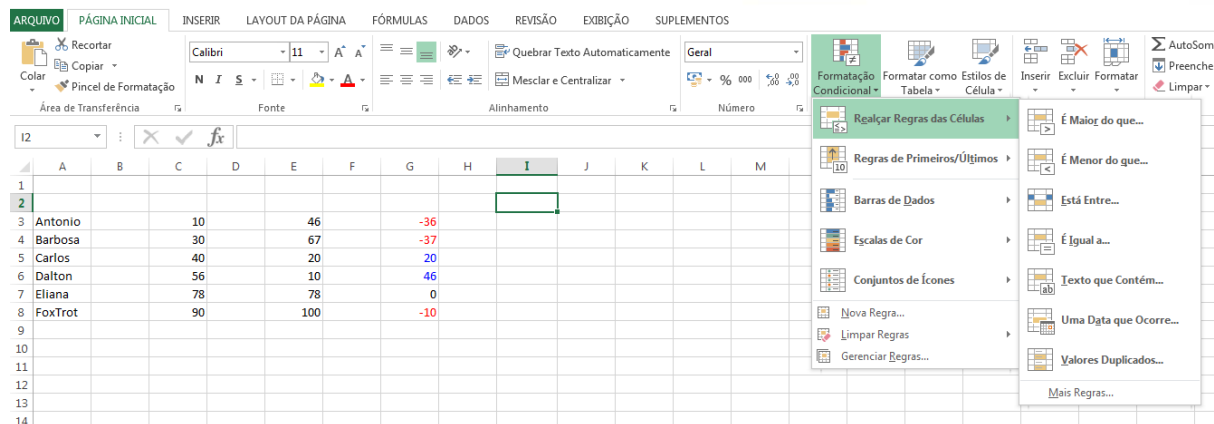 ARQUIVO PÁGINA INICIAL INSERIR LAYOUT DA PÁGINA FÓRMULAS DADOS REVISÃO EXIBIÇÃO SUPLEMENTOS
Colar
Recortar
Copiar
Pincel de Formatação
Área de Transferência
Calibri 11
N I S
Fonte
Quebrar Texto Automaticamente
Mesclar e Centralizar
Alinhamento
Geral
% 000
Número
Formatação Condicional
Formatar como Tabela
Estilos de Célula
Inserir Excluir Formatar
AutoSom
Preenche
Limpar
I2
fx
Realçar Regras das Células
Regras de Primeiros/Últimos
Barras de Dados
Escalas de Cor
Conjuntos de Ícones
Nova Regra...
Limpar Regras
Gerenciar Regras...
É Maior do que...
É Menor do que...
Está Entre...
É Igual a...
Texto que Contém...
Uma Data que Ocorre...
Valores Duplicados...
Mais Regras...
A B C D E F G H I J K L M
1
2
3 Antonio 10 46 -36
4 Barbosa 30 67 -37
5 Carlos 40 20 20
6 Dalton 56 10 46
7 Eliana 78 78 0
8 FoxTrot 90 100 -10
9
10
11
12
13
14